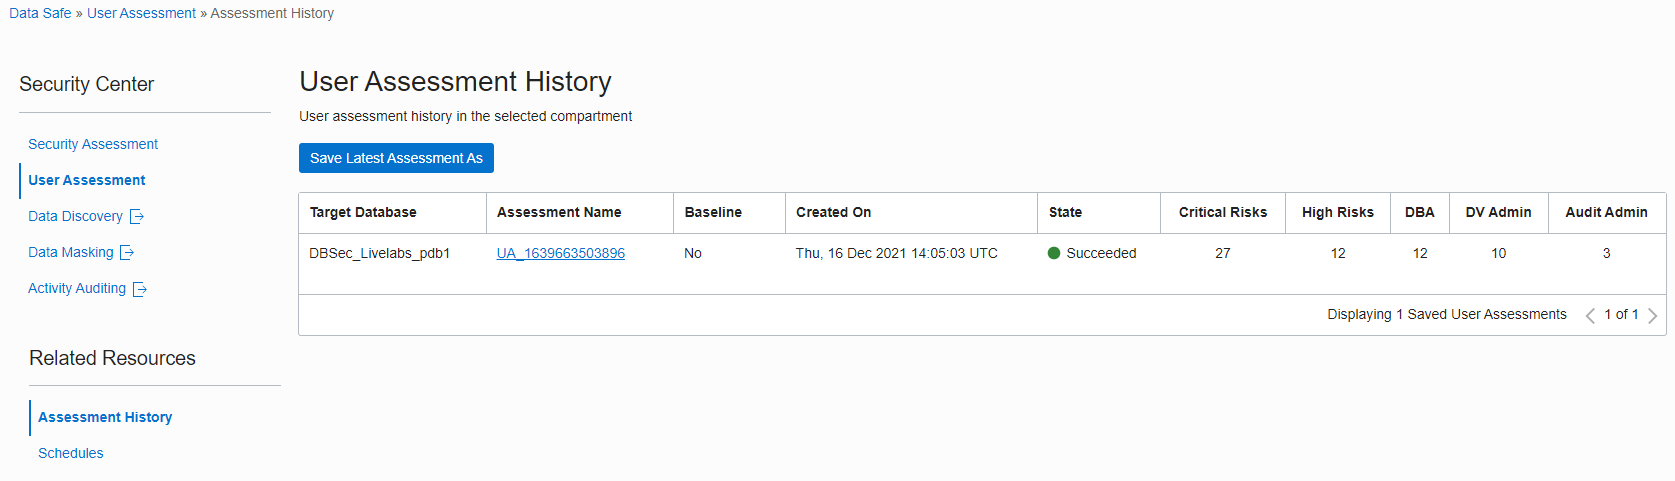 Data Safe » User Assessment » Assessment History
Security Center
Security Assessment
User Assessment
Data Discovery
Data Masking
Activity Auditing
Related Resources
Assessment History
Schedules
User Assessment History
User assessment history in the selected compartment
Save Latest Assessment As
Target Database Assessment Name Baseline Created On State Critical Risks High Risks DBA DV Admin Audit Admin
DBSec_Livelabs_pdb1 UA_1639663503896 No Thu, 16 Dec 2021 14:05:03 UTC Succeeded 27 12 12 10 3
Displaying 1 Saved User Assessments 1 of 1